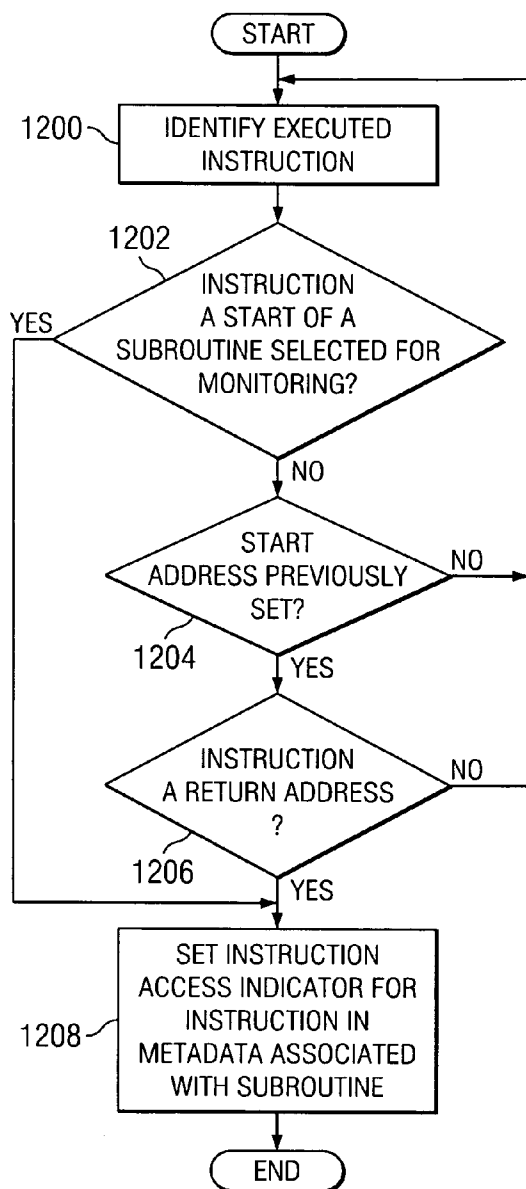 START
1200
IDENTIFY EXECUTED
INSTRUCTION
1202
INSTRUCTION
A START OF A
SUBROUTINE SELECTED FOR
MONITORING?
YES
NO
START
ADDRESS PREVIOUSLY
SET?
NO
1204
YES
INSTRUCTION
A RETURN ADDRESS
?
NO
1206
YES
SET INSTRUCTION
ACCESS INDICATOR FOR
INSTRUCTION IN
METADATA ASSOCIATED
WITH SUBROUTINE
1208
END